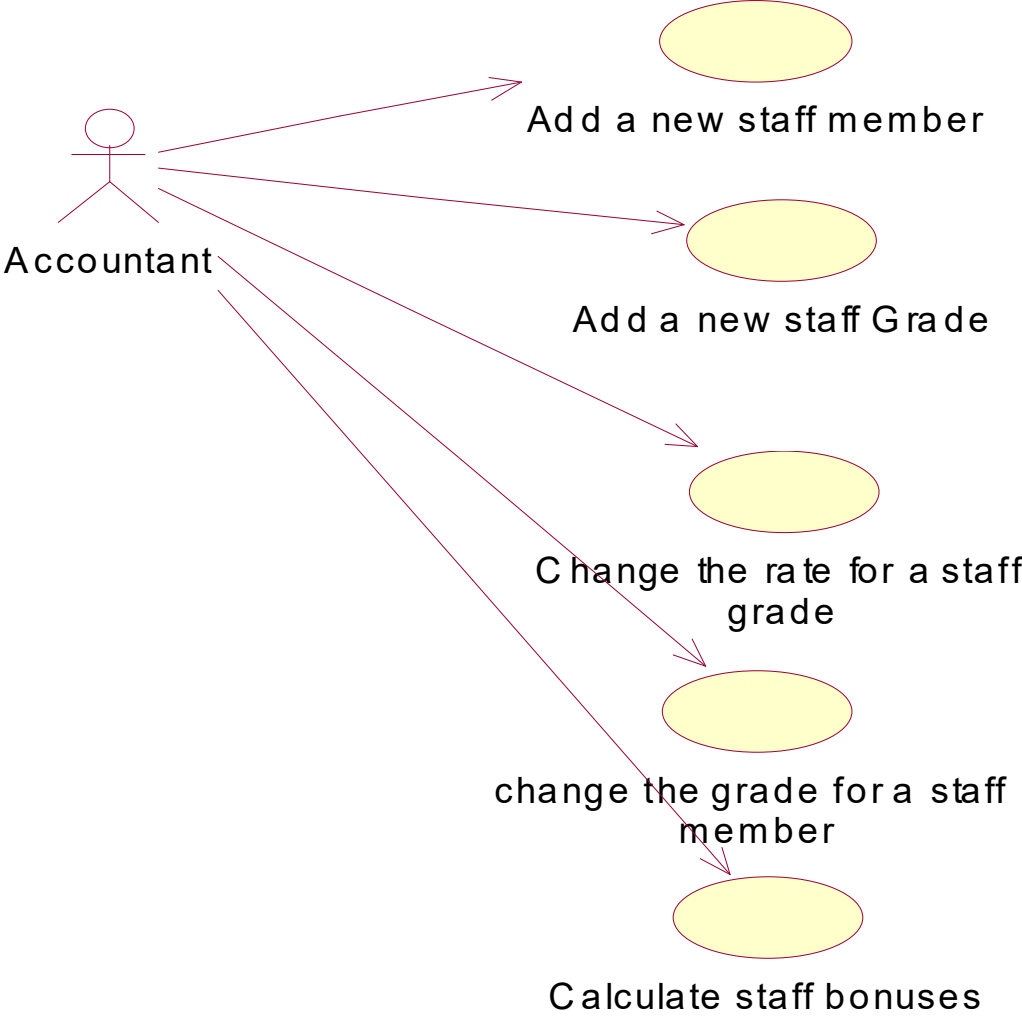 Add a new staff member
Accountant
Add a new staff Grade
Change the rate for a staff
grade
change the grade for a staff
member
Calculate staff bonuses